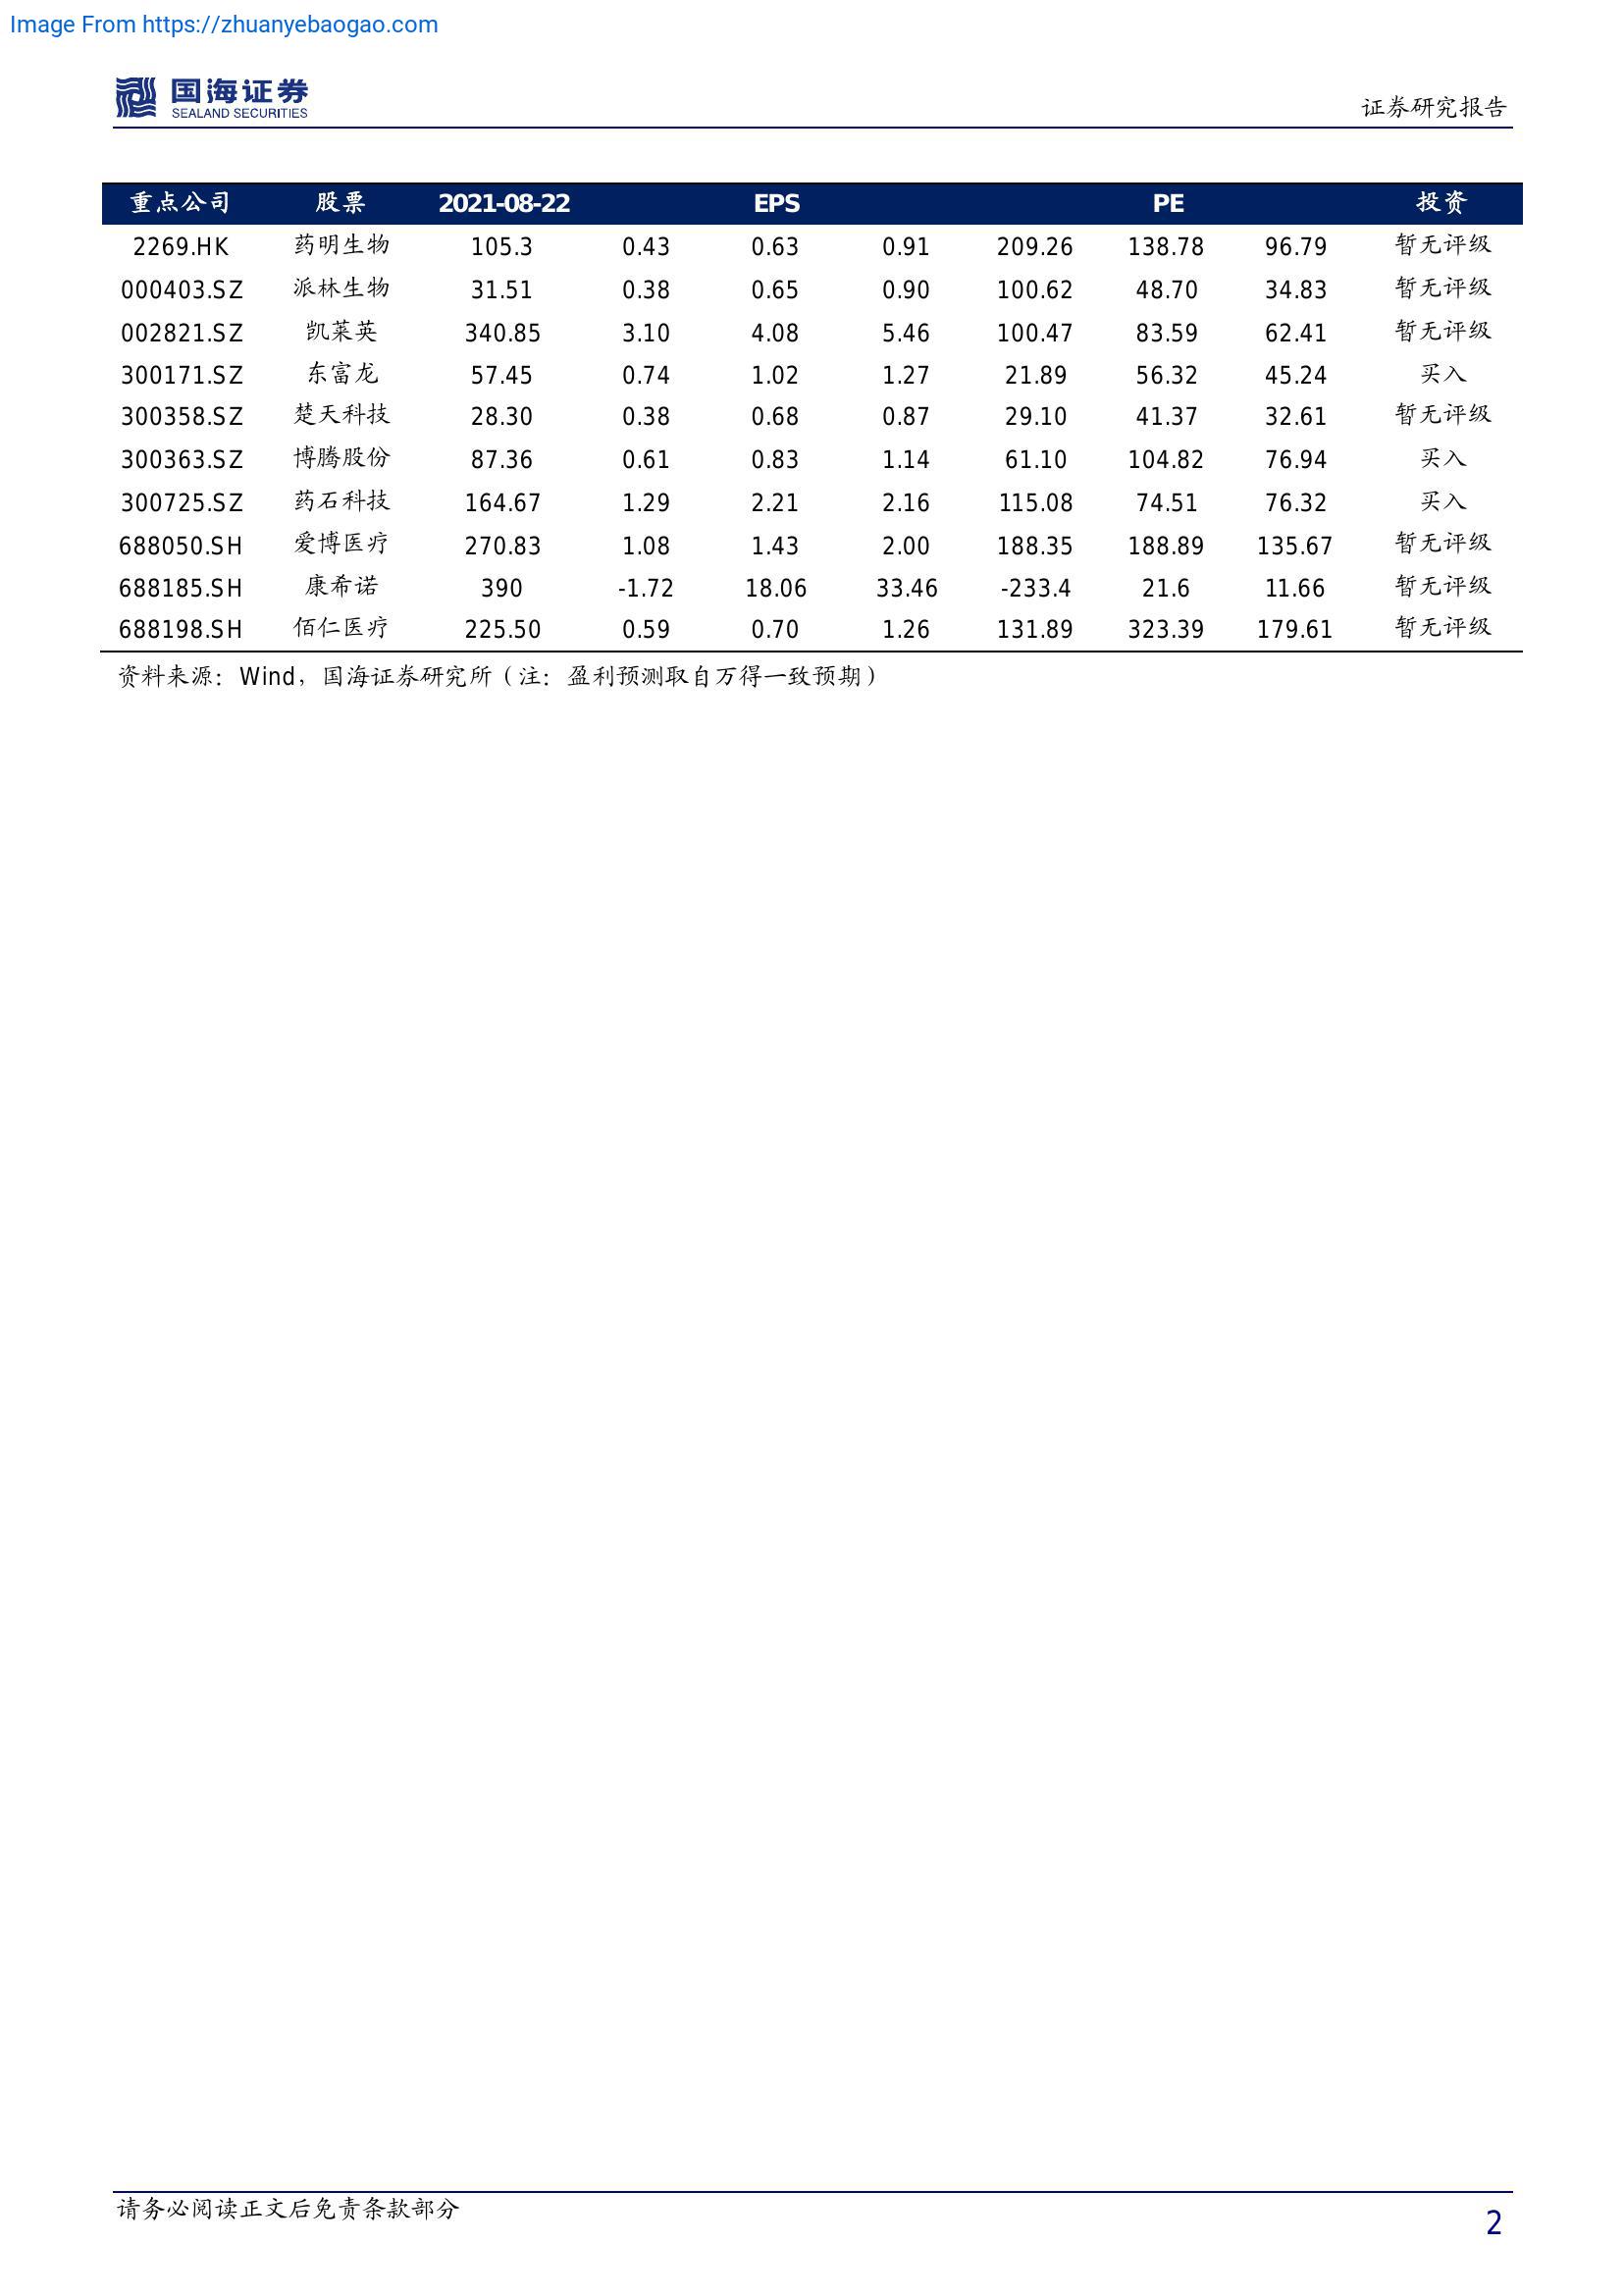 Image From https://zhuanyebaogao.com
国海证券
SEALAND SECURITIES
证券研究报告
重点公司 股票 2021-08-22 EPS PE 投资
2269.HK 药明生物 105.3 0.43 0.63 0.91 209.26 138.78 96.79 暂无评级
000403.SZ 派林生物 31.51 0.38 0.65 0.90 100.62 48.70 34.83 暂无评级
002821.SZ 凯莱英 340.85 3.10 4.08 5.46 100.47 83.59 62.41 暂无评级
300171.SZ 东富龙 57.45 0.74 1.02 1.27 21.89 56.32 45.24 买入
300358.SZ 楚天科技 28.30 0.38 0.68 0.87 29.10 41.37 32.61 暂无评级
300363.SZ 博腾股份 87.36 0.61 0.83 1.14 61.10 104.82 76.94 买入
300725.SZ 药石科技 164.67 1.29 2.21 2.16 115.08 74.51 76.32 买入
688050.SH 爱博医疗 270.83 1.08 1.43 2.00 188.35 188.89 135.67 暂无评级
688185.SH 康希诺 390 -1.72 18.06 33.46 -233.4 21.6 11.66 暂无评级
688198.SH 佰仁医疗 225.50 0.59 0.70 1.26 131.89 323.39 179.61 暂无评级
资料来源：Wind，国海证券研究所（注：盈利预测取自万得一致预期）
请务必阅读正文后免责条款部分
2